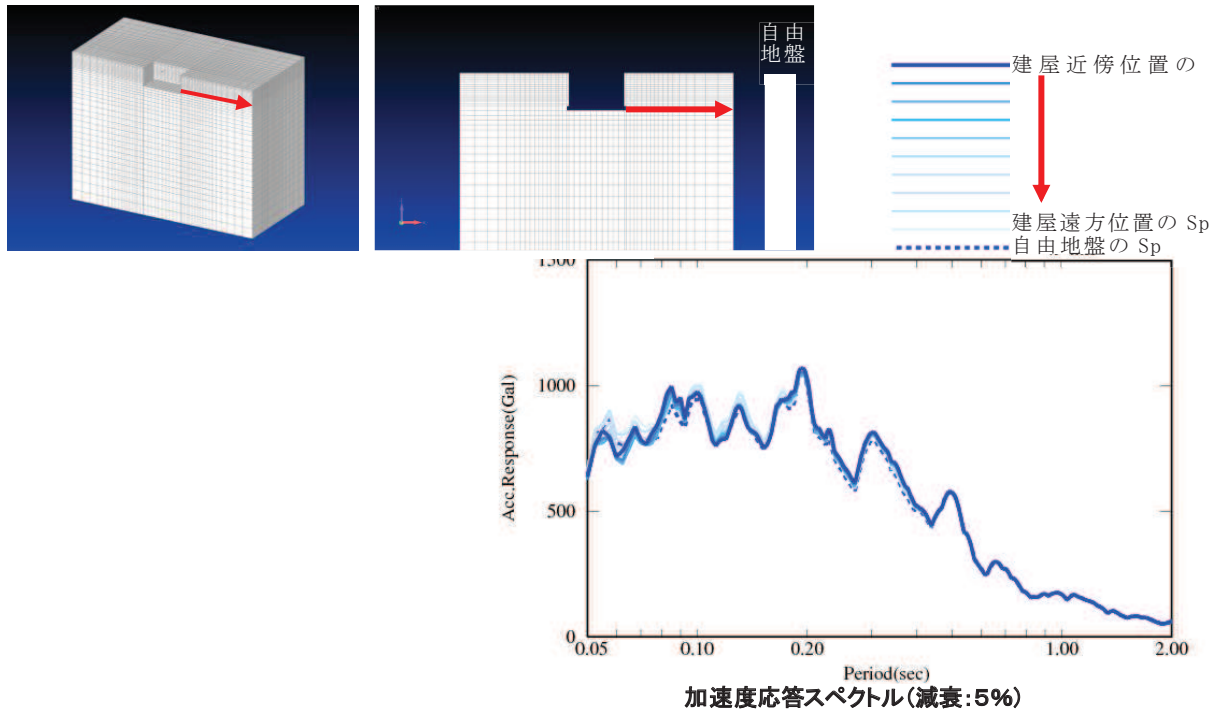 自由
地盤
建屋近傍位置の
建屋遠方位置の Sp
自由地盤の Sp
1500
1000
500
0
Acc.Response(Gal)
0.05
0.10
0.20
1.00
2.00
Period(sec)
加速度応答スペクトル(減衰:5%)